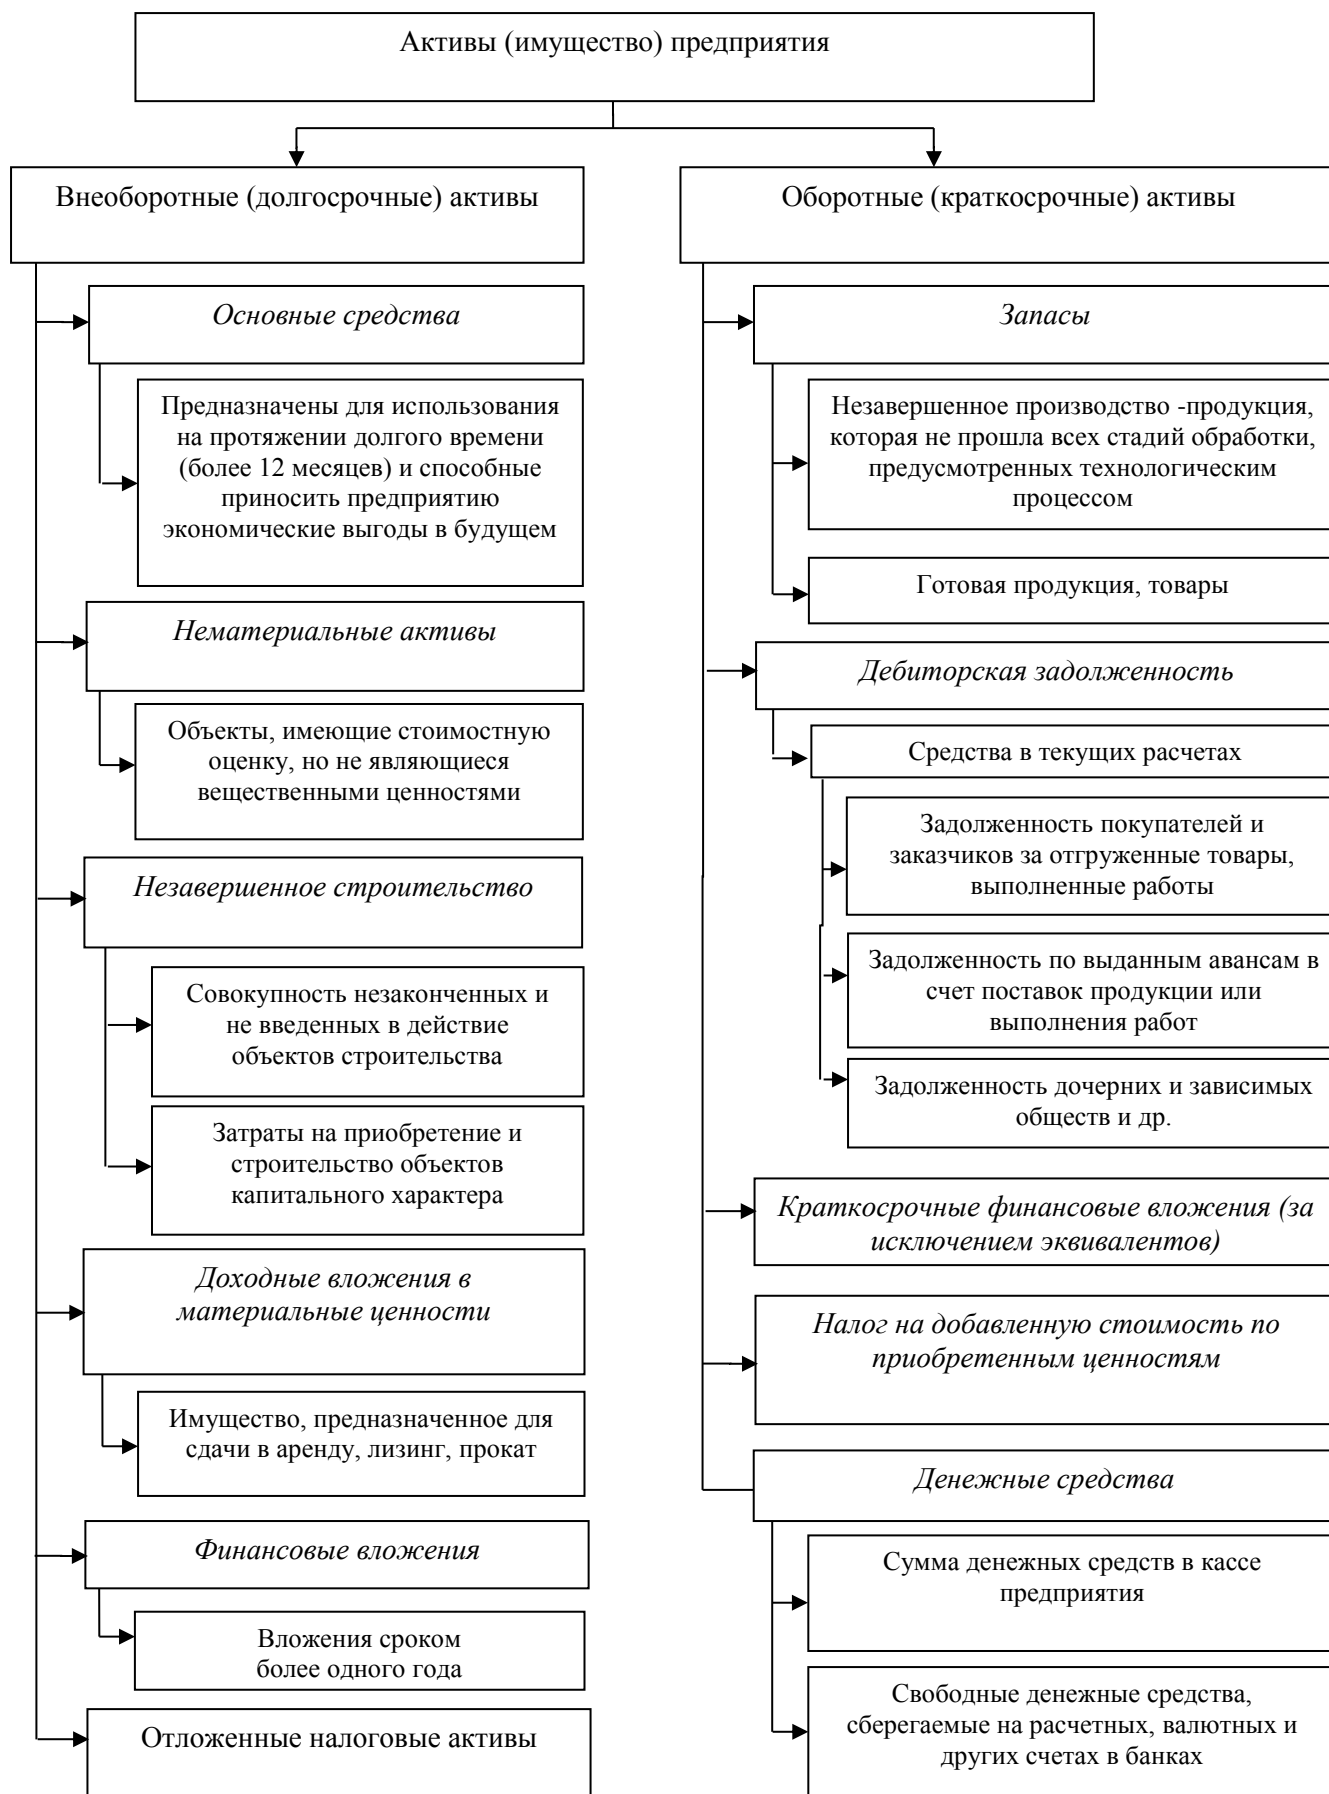 Активы (имущество) предприятия
Внеоборотные (долгосрочные) активы
Основные средства
Предназначены для использования
на протяжении долгого времени
(более 12 месяцев) и способные
приносить предприятию
экономические выгоды в будущем
Нематериальные активы
Объекты, имеющие стоимостную
оценку, но не являющиеся
вещественными ценностями
Незавершенное строительство
Совокупность незаконченных и
не введенных в действие
объектов строительства
Затраты на приобретение и
строительство объектов
капитального характера
Доходные вложения в
материальные ценности
Имущество, предназначенное для
сдачи в аренду, лизинг, прокат
Финансовые вложения
Вложения сроком
более одного года
Отложенные налоговые активы
Оборотные (краткосрочные) активы
Запасы
Незавершенное производство -продукция,
которая не прошла всех стадий обработки,
предусмотренных технологическим
процессом
Готовая продукция, товары
Дебиторская задолженность
Средства в текущих расчетах
Задолженность покупателей и
заказчиков за отгруженные товары,
выполненные работы
Задолженность по выданным авансам в
счет поставок продукции или
выполнения работ
Задолженность дочерних и зависимых
обществ и др.
Краткосрочные финансовые вложения (за
исключением эквивалентов)
Налог на добавленную стоимость по
приобретенным ценностям
Денежные средства
Сумма денежных средств в кассе
предприятия
Свободные денежные средства,
сберегаемые на расчетных, валютных и
других счетах в банках